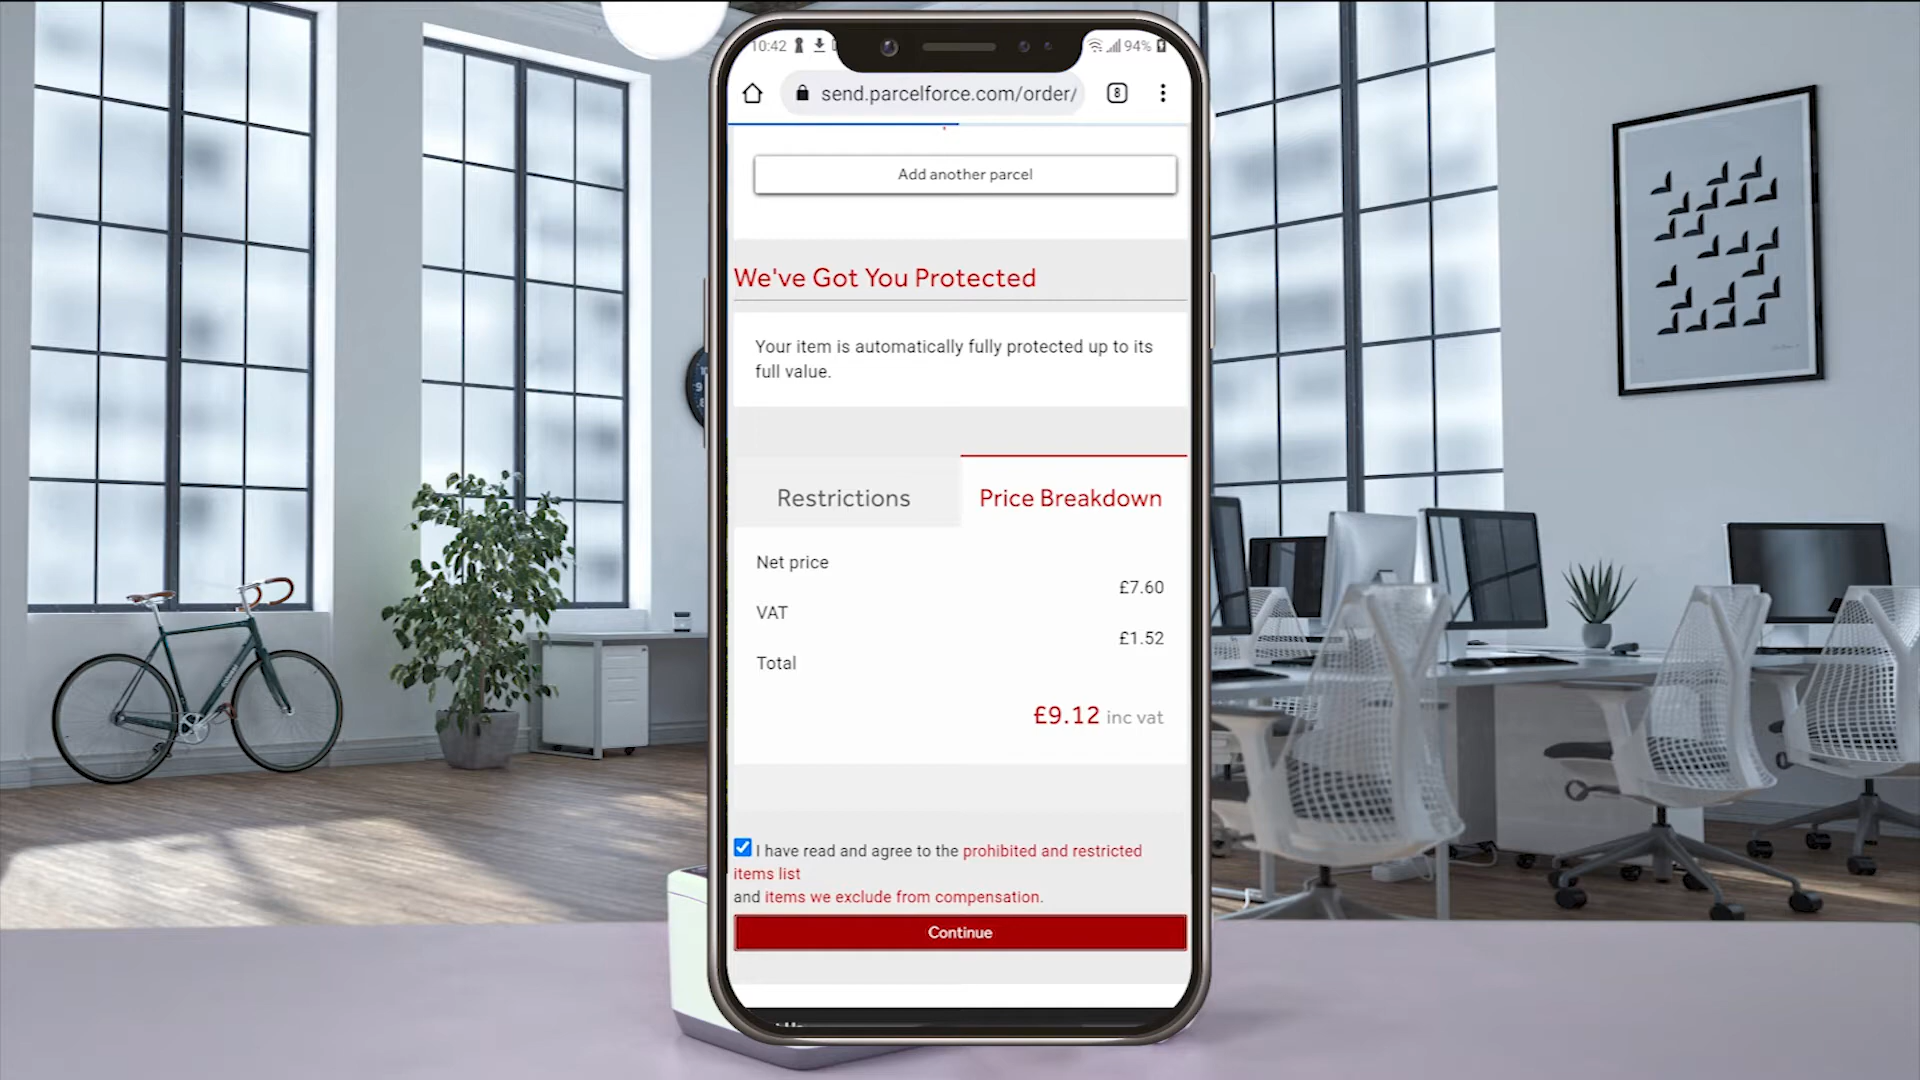 10:42
94%
send.parcelforce.com/order/
8
Add another parcel
We've Got You Protected
Your item is automatically fully protected up to its
full value.
Restrictions
Price Breakdown
Net price
£7.60
VAT
£1.52
Total
£9.12 inc vat
I have read and agree to the prohibited and restricted
items list
and items we exclude from compensation.
Continue